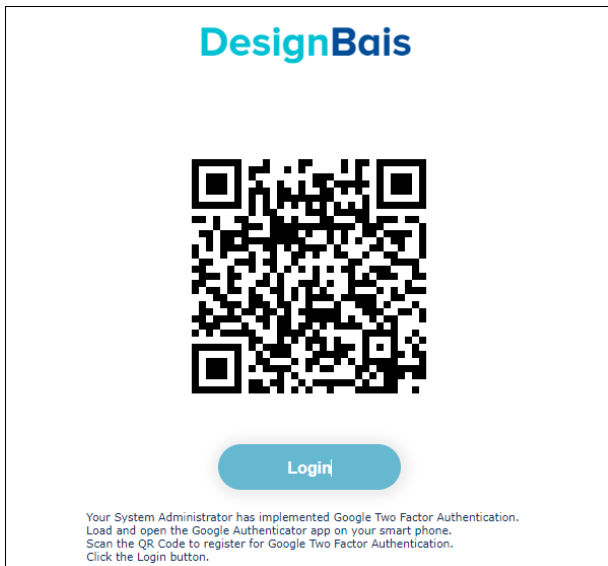 DesignBais
Login
Your System Administrator has implemented Google Two Factor Authentication.
Load and open the Google Authenticator app on your smart phone.
Scan the QR Code to register for Google Two Factor Authentication.
Click the Login button.